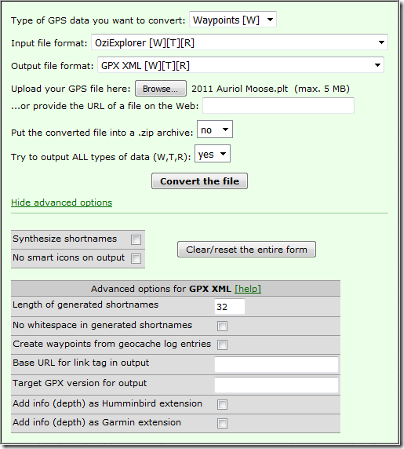 Type of GPS data you want to convert: Waypoints [W]
Input file format: OziExplorer [W][T][R]
Output file format: GPX XML [W][T][R]
Upload your GPS file here: Browse... 2011 Auriol Moose.plt (max. 5 MB)
...or provide the URL of a file on the Web:
Put the converted file into a .zip archive: no
Try to output ALL types of data (W,T,R): yes
Convert the file
Hide advanced options
Synthesize shortnames
No smart icons on output
Clear/reset the entire form
Advanced options for GPX XML [help]
Length of generated shortnames 32
No whitespace in generated shortnames
Create waypoints from geocache log entries
Base URL for link tag in output
Target GPX version for output
Add info (depth) as Humminbird extension
Add info (depth) as Garmin extension